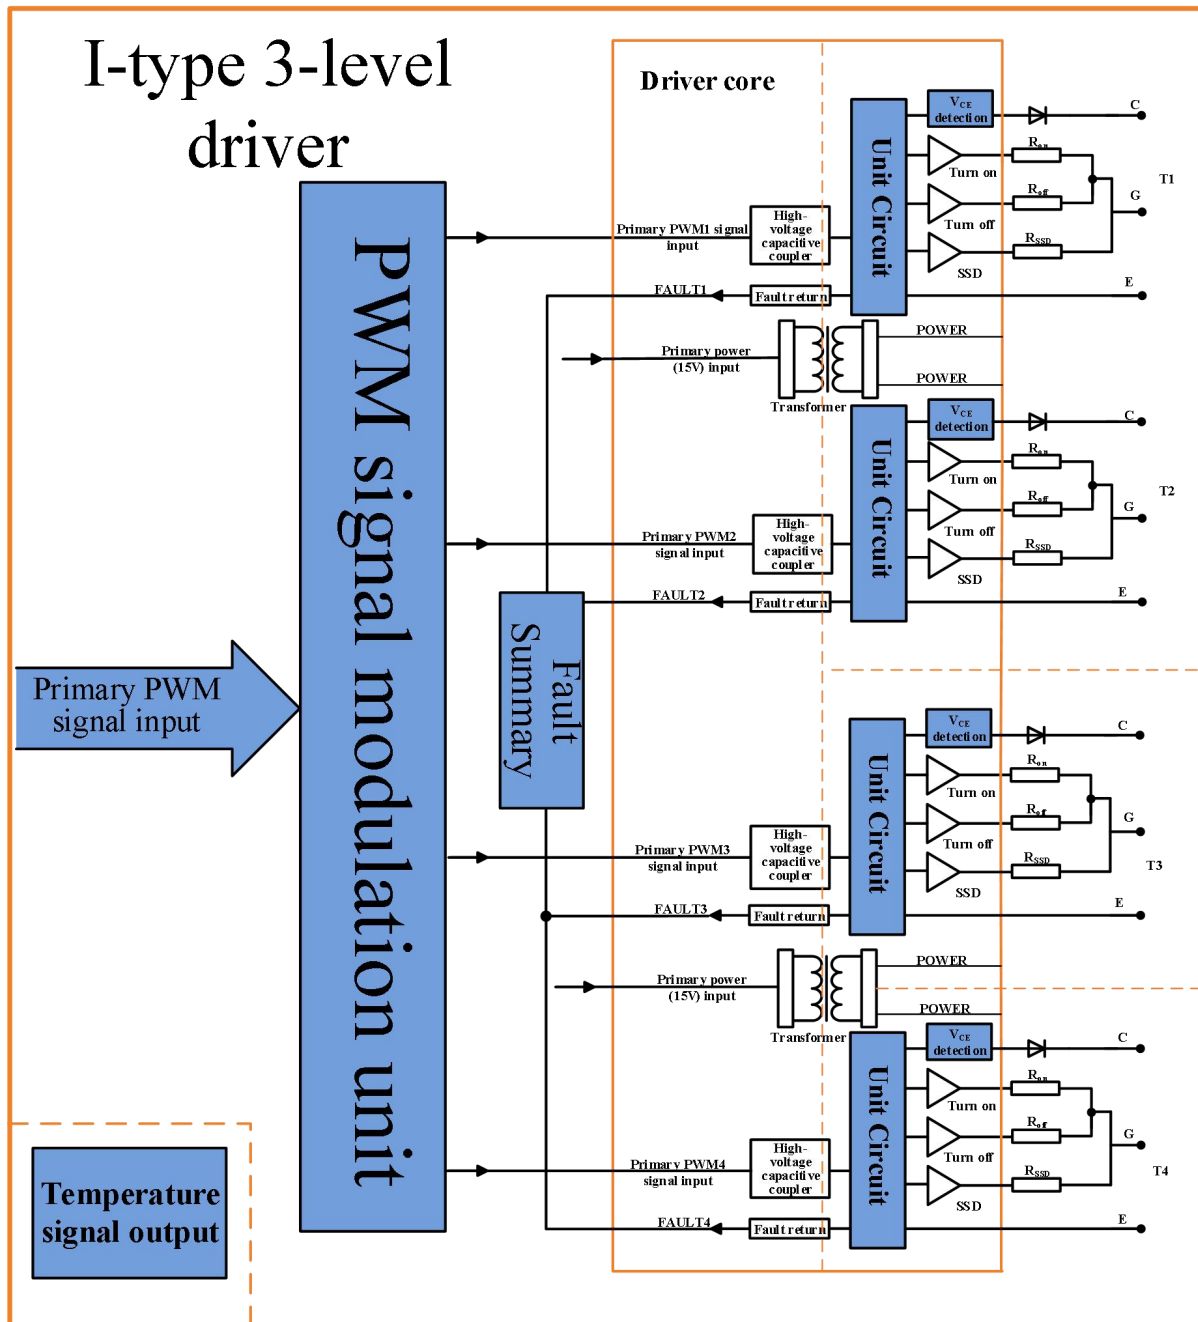 I-type 3-level
driver
Driver core
Primary PWM
signal input
PWM signal modulation unit
Fault
Summary
Temperature
signal output
Primary PWM1 signal
input
High-
voltage
capacitive
coupler
Unit Circuit
VCE
detection
Turn on
Turn off
SSD
Ron
Roff
RSSD
C
G
E
T1
FAULT1
Fault return
Primary power
(15V) input
Transformer
POWER
POWER
Primary PWM2
signal input
High-
voltage
capacitive
coupler
Unit Circuit
VCE
detection
Turn on
Turn off
SSD
Ron
Roff
RSSD
C
G
E
T2
FAULT2
Fault return
Primary PWM3
signal input
High-
voltage
capacitive
coupler
Unit Circuit
VCE
detection
Turn on
Turn off
SSD
Ron
Roff
RSSD
C
G
E
T3
FAULT3
Fault return
Primary power
(15V) input
Transformer
POWER
POWER
Primary PWM4
signal input
High-
voltage
capacitive
coupler
Unit Circuit
VCE
detection
Turn on
Turn off
SSD
Ron
Roff
RSSD
C
G
E
T4
FAULT4
Fault return